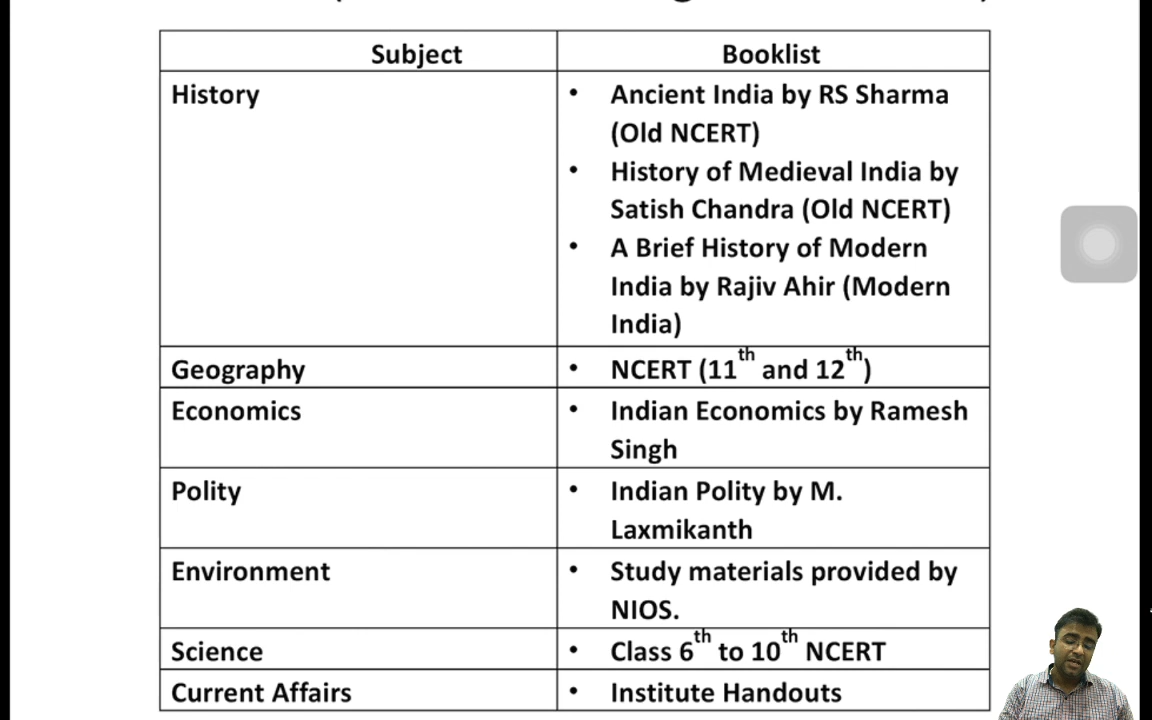 Subject
Booklist
History
• Ancient India by RS Sharma
(Old NCERT)
• History of Medieval India by
Satish Chandra (Old NCERT)
• A Brief History of Modern
India by Rajiv Ahir (Modern
India)
Geography
• NCERT (11th and 12th)
Economics
• Indian Economics by Ramesh
Singh
Polity
• Indian Polity by M.
Laxmikanth
Environment
• Study materials provided by
NIOS.
Science
• Class 6th to 10th NCERT
Current Affairs
• Institute Handouts